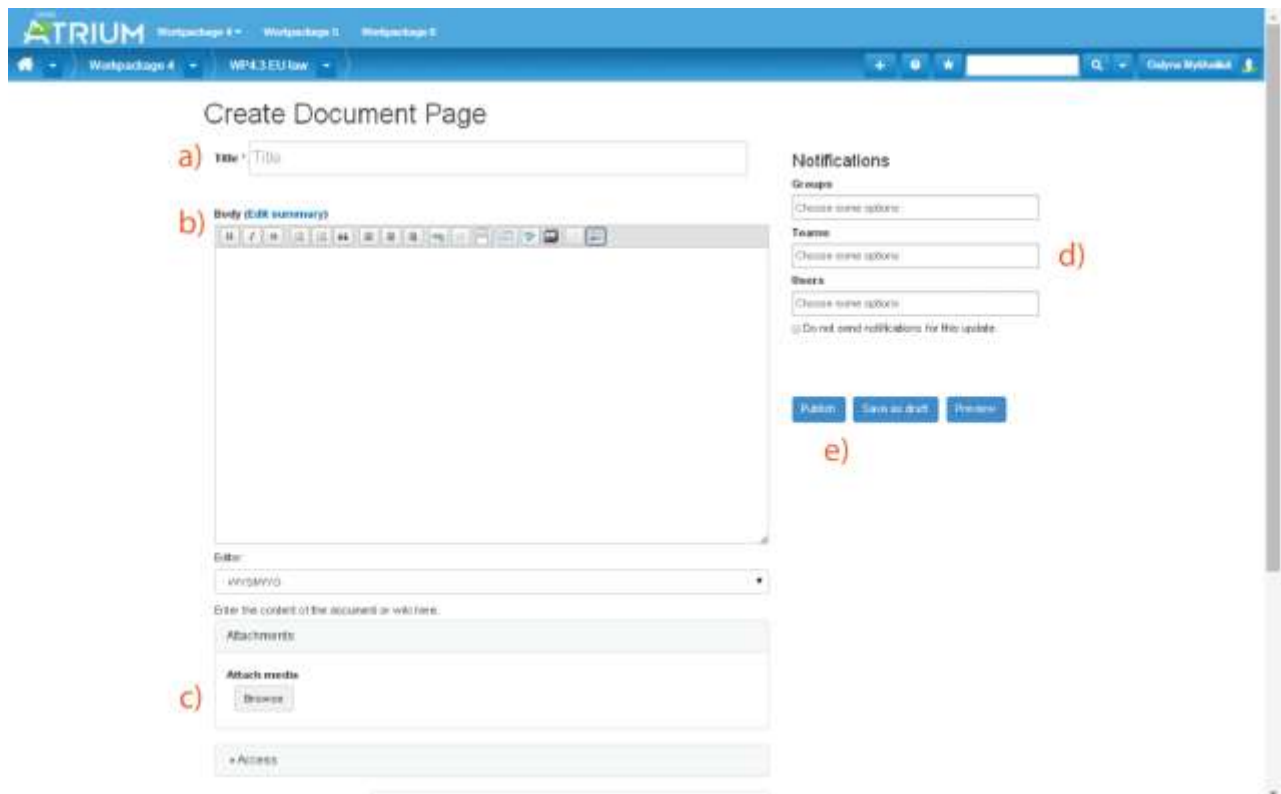 ATRIUM Workpackage 4 Workpackage 5 Workpackage 6
Workpackage 4 WP4.3 EU law
Create Document Page
a) Title * Title
Notifications
Groups
Choose some options
b) Body (Edit summary)
Teams
Choose some options
d)
Users
Choose some options
Do not send notifications for this update.
Publish Save as draft Preview
e)
Editor
WYSIWYG
Enter the content of the document or wiki here.
Attachments
Attach media
c) Browse
» Access